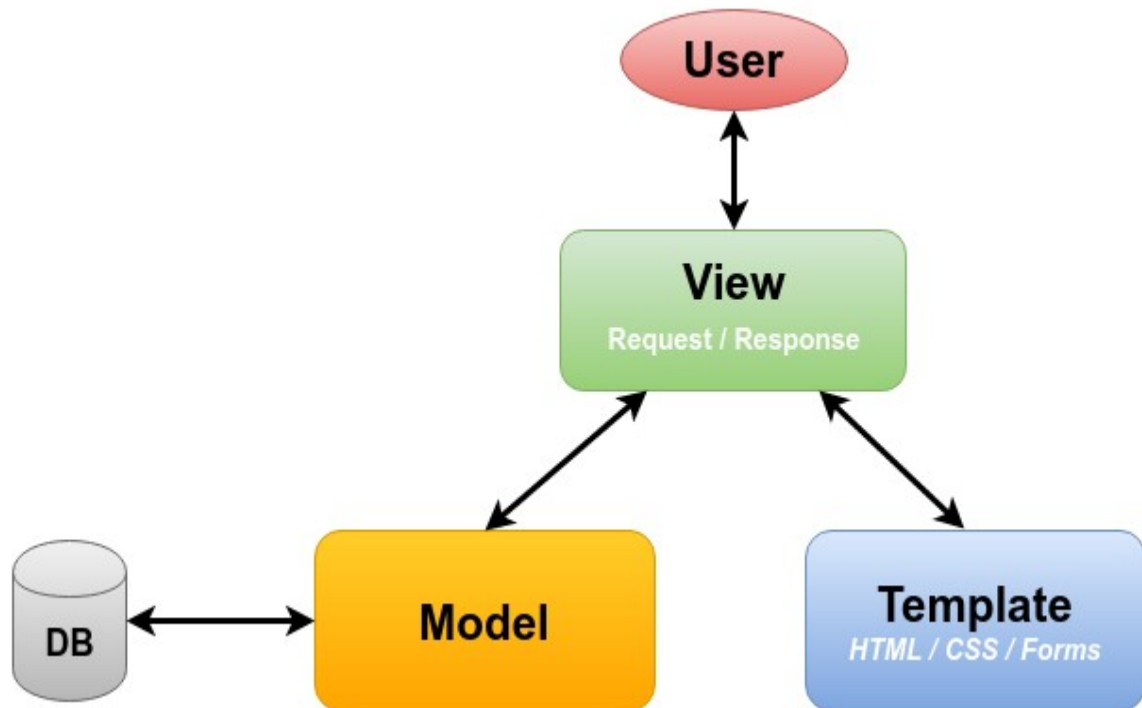 User
View
Request / Response
DB
Model
Template
HTML / CSS / Forms